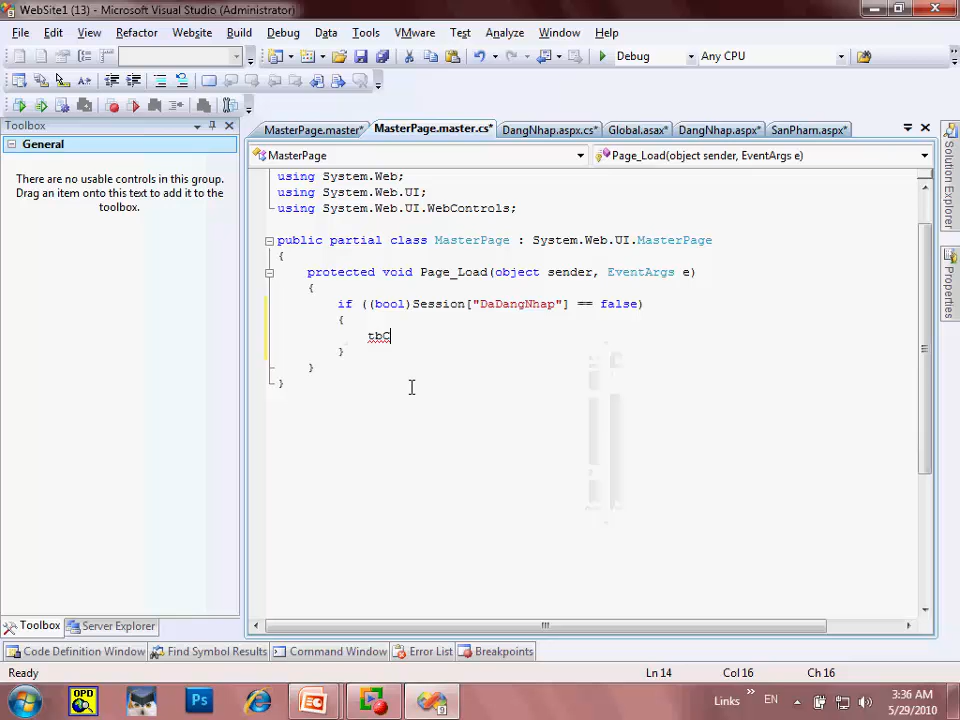 WebSite1 (13) - Microsoft Visual Studio (Administrator)
File Edit View Refactor Website Build Debug Data Tools VMware Test Analyze Window Help
Debug Any CPU
Toolbox
General
There are no usable controls in this group.
Drag an item onto this text to add it to the
toolbox.
Toolbox Server Explorer
MasterPage.master* MasterPage.master.cs* DangNhap.aspx.cs* Global.asax* DangNhap.aspx* SanPham.aspx*
MasterPage Page_Load(object sender, EventArgs e)
using System.Web;
using System.Web.UI;
using System.Web.UI.WebControls;
public partial class MasterPage : System.Web.UI.MasterPage
{
protected void Page_Load(object sender, EventArgs e)
{
if ((bool)Session["DaDangNhap"] == false)
{
tbC
}
}
}
Solution Explorer
Properties
Code Definition Window Find Symbol Results Command Window Error List Breakpoints
Ready Ln 14 Col 16 Ch 16
OPD Ps Links EN 3:36 AM
5/29/2010